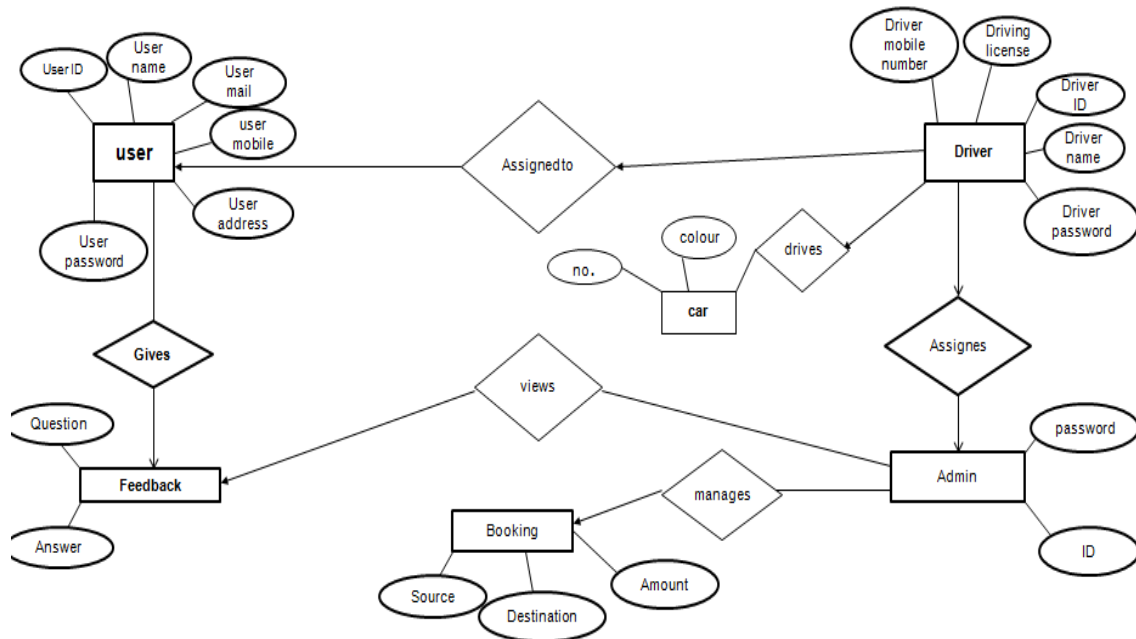 User
name
User ID
User
mail
user
mobile
user
User
address
User
password
Assigned to
Driver
mobile
number
Driving
license
Driver
ID
Driver
name
Driver
Driver
password
drives
colour
no.
car
Gives
views
Assignes
Question
Feedback
Answer
password
Admin
ID
manages
Booking
Source
Destination
Amount